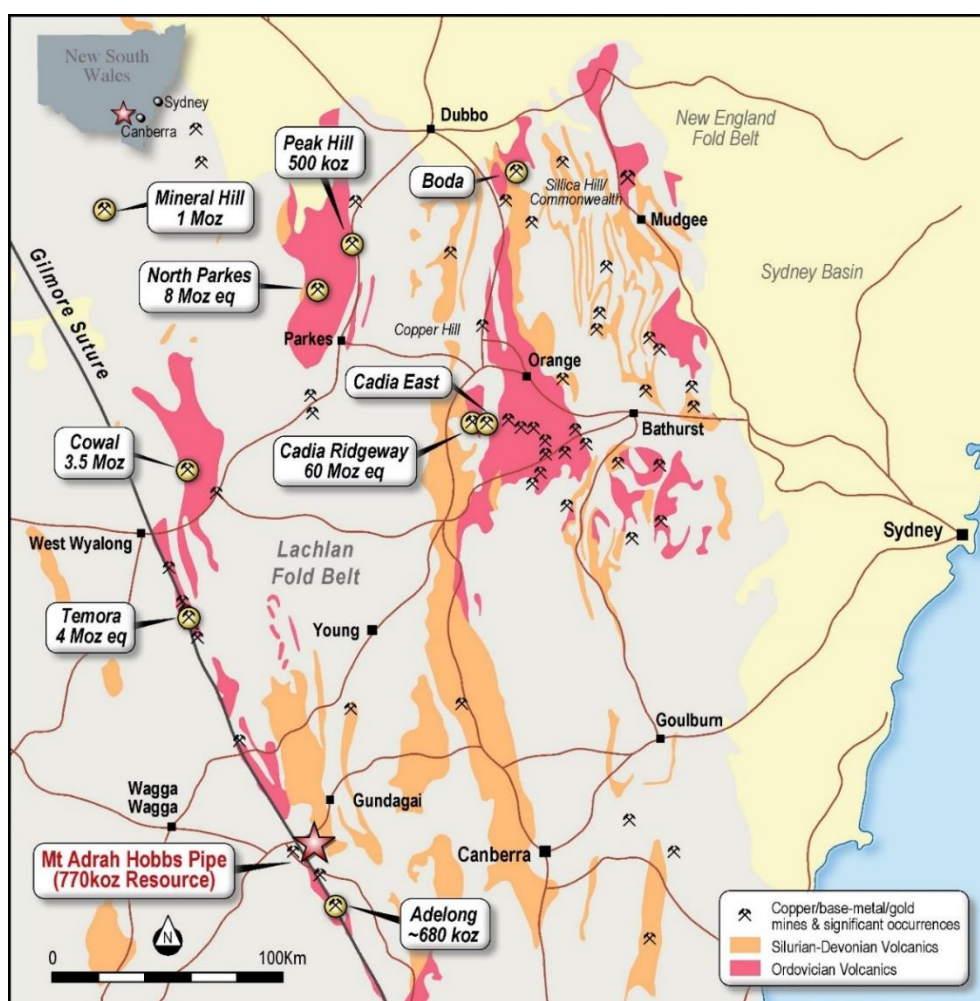 New South
Wales
Sydney
Canberra
Dubbo
New England
Fold Belt
Peak Hill
500 koz
Boda
Sillica Hill/
Commonwealth
Mineral Hill
1 Moz
Mudgee
Gilmore Suture
North Parkes
8 Moz eq
Sydney Basin
Copper Hill
Parkes
Orange
Cadia East
Bathurst
Cowal
3.5 Moz
Cadia Ridgeway
60 Moz eq
West Wyalong
Sydney
Lachlan
Fold Belt
Temora
4 Moz eq
Young
Goulburn
Wagga
Wagga
Gundagai
Canberra
Mt Adrah Hobbs Pipe
(770koz Resource)
Adelong
~680 koz
N
0 100Km
Copper/base-metal/gold
mines & significant occurrences
Silurian-Devonian Volcanics
Ordovician Volcanics